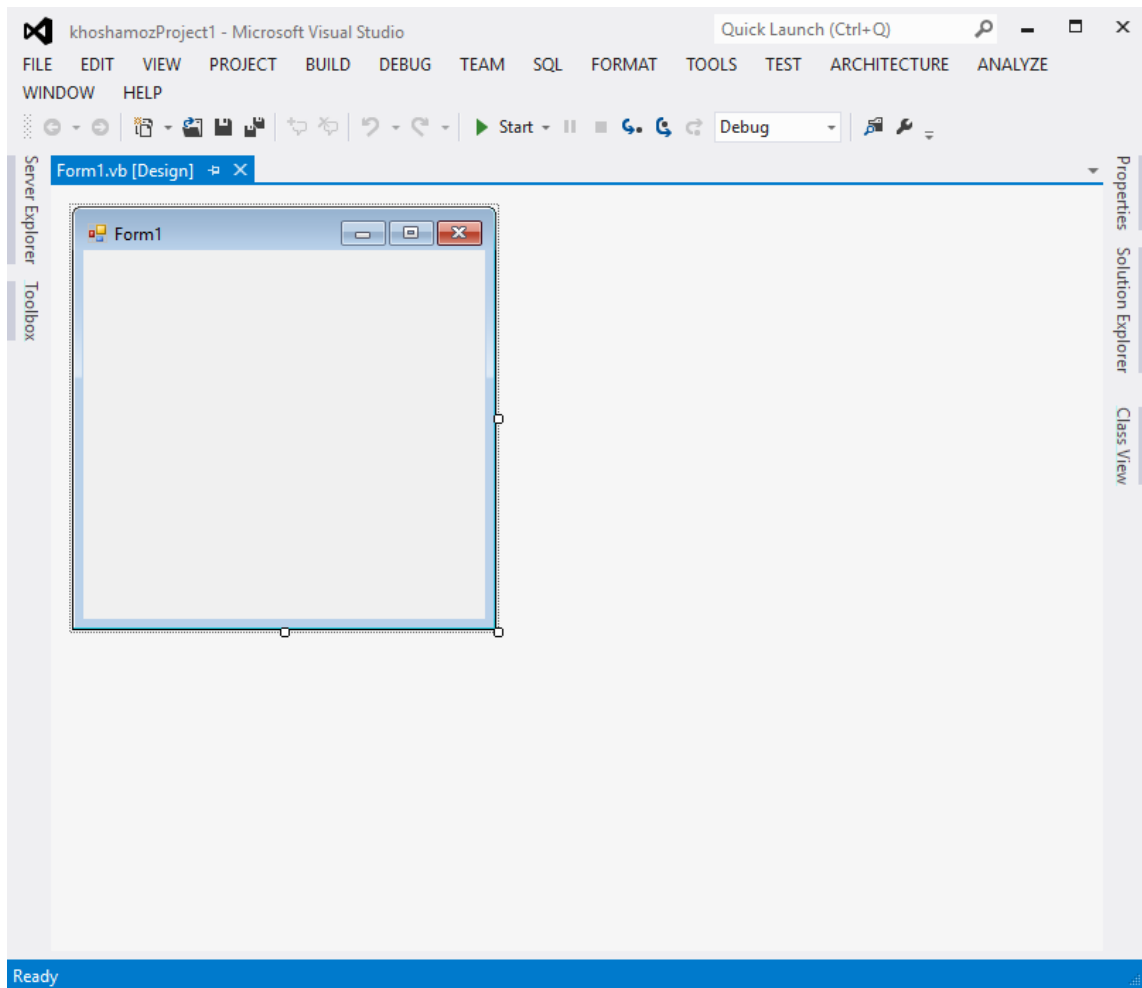 khoshamozProject1 - Microsoft Visual Studio
Quick Launch (Ctrl+Q)
FILE EDIT VIEW PROJECT BUILD DEBUG TEAM SQL FORMAT TOOLS TEST ARCHITECTURE ANALYZE
WINDOW HELP
Start
Debug
Server Explorer
Toolbox
Form1.vb [Design]
Form1
Properties
Solution Explorer
Class View
Ready